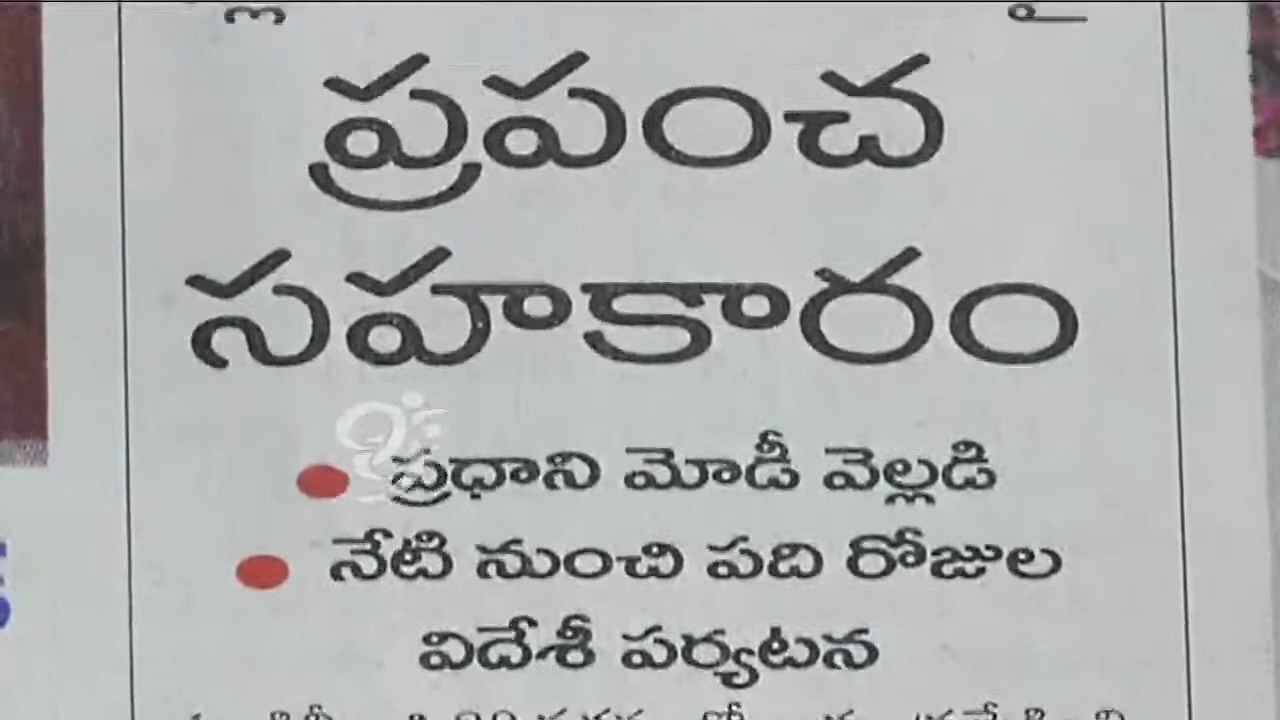 ప్రపంచ
సహకారం
ప్రధాని మోడీ వెల్లడి
నేటి నుంచి పది రోజుల
విదేశీ పర్యటన